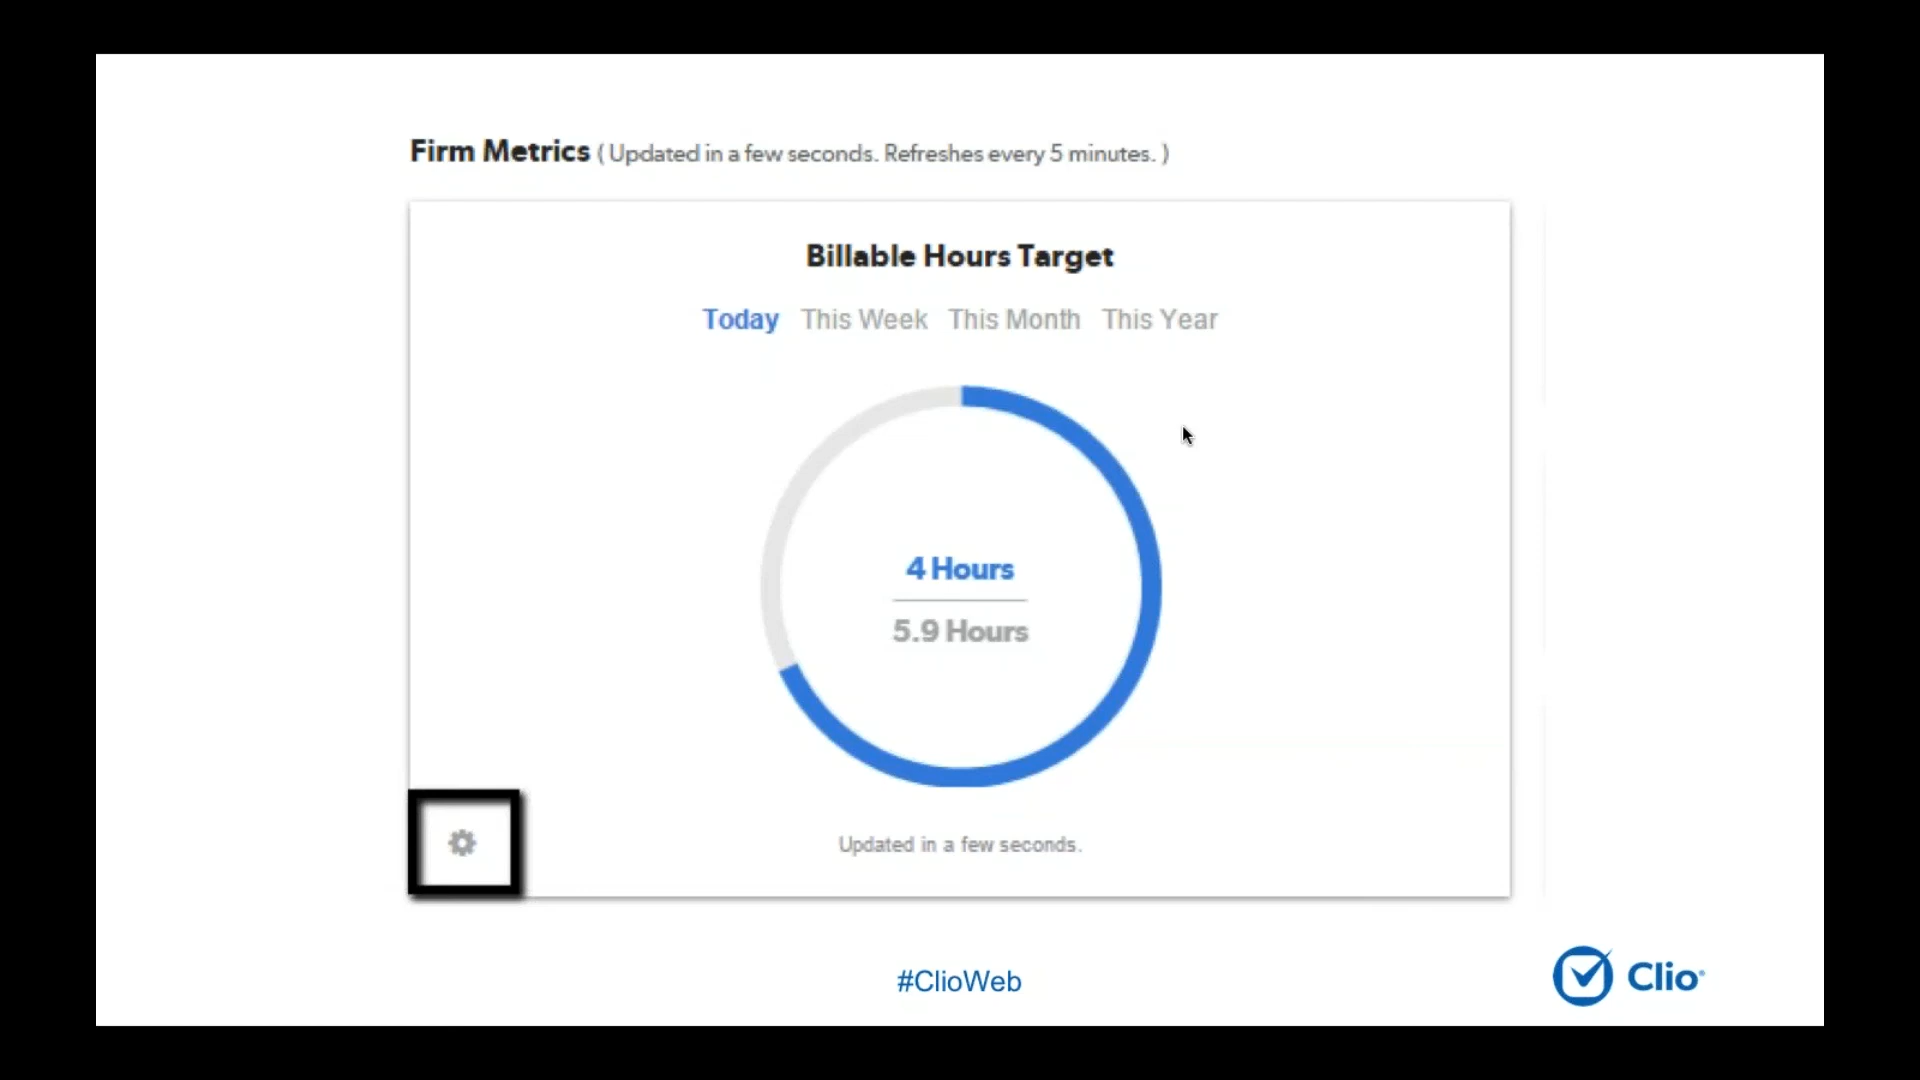 Firm Metrics ( Updated in a few seconds. Refreshes every 5 minutes. )
Billable Hours Target
Today This Week This Month This Year
4 Hours
5.9 Hours
Updated in a few seconds.
#ClioWeb
Clio®